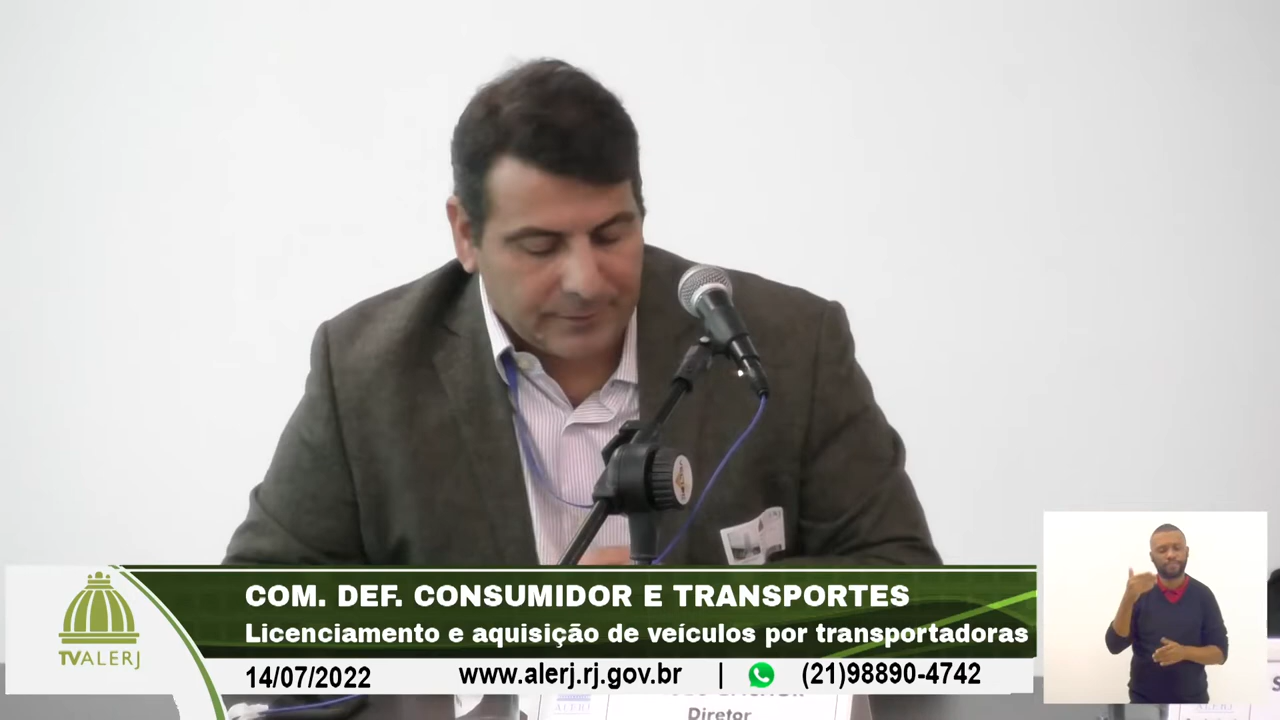 COM. DEF. CONSUMIDOR E TRANSPORTES
Licenciamento e aquisição de veículos por transportadoras
TVALERJ
14/07/2022 www.alerj.rj.gov.br | (21)98890-4742
Diretor